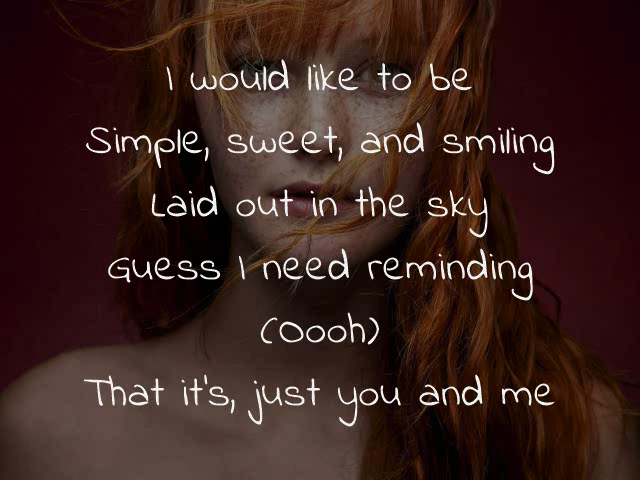 I would like to be
Simple, sweet, and smiling
Laid out in the sky
Guess I need reminding
(Oooh)
That it's, just you and me